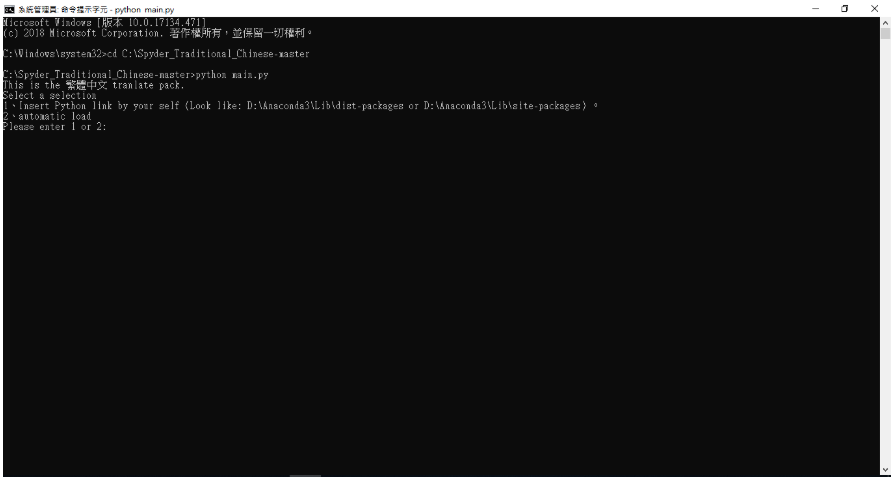 系統管理員: 命令提示字元 - python main.py
Microsoft Windows [版本 10.0.17134.471]
(c) 2018 Microsoft Corporation. 著作權所有，並保留一切權利。
C:\Windows\system32>cd C:\Spyder_Traditional_Chinese-master
C:\Spyder_Traditional_Chinese-master>python main.py
This is the 繁體中文 tranlate pack.
Select a selection
1、Insert Python link by your self (Look like: D:\Anaconda3\Lib\dist-packages or D:\Anaconda3\Lib\site-packages) 。
2、automatic load
Please enter 1 or 2: